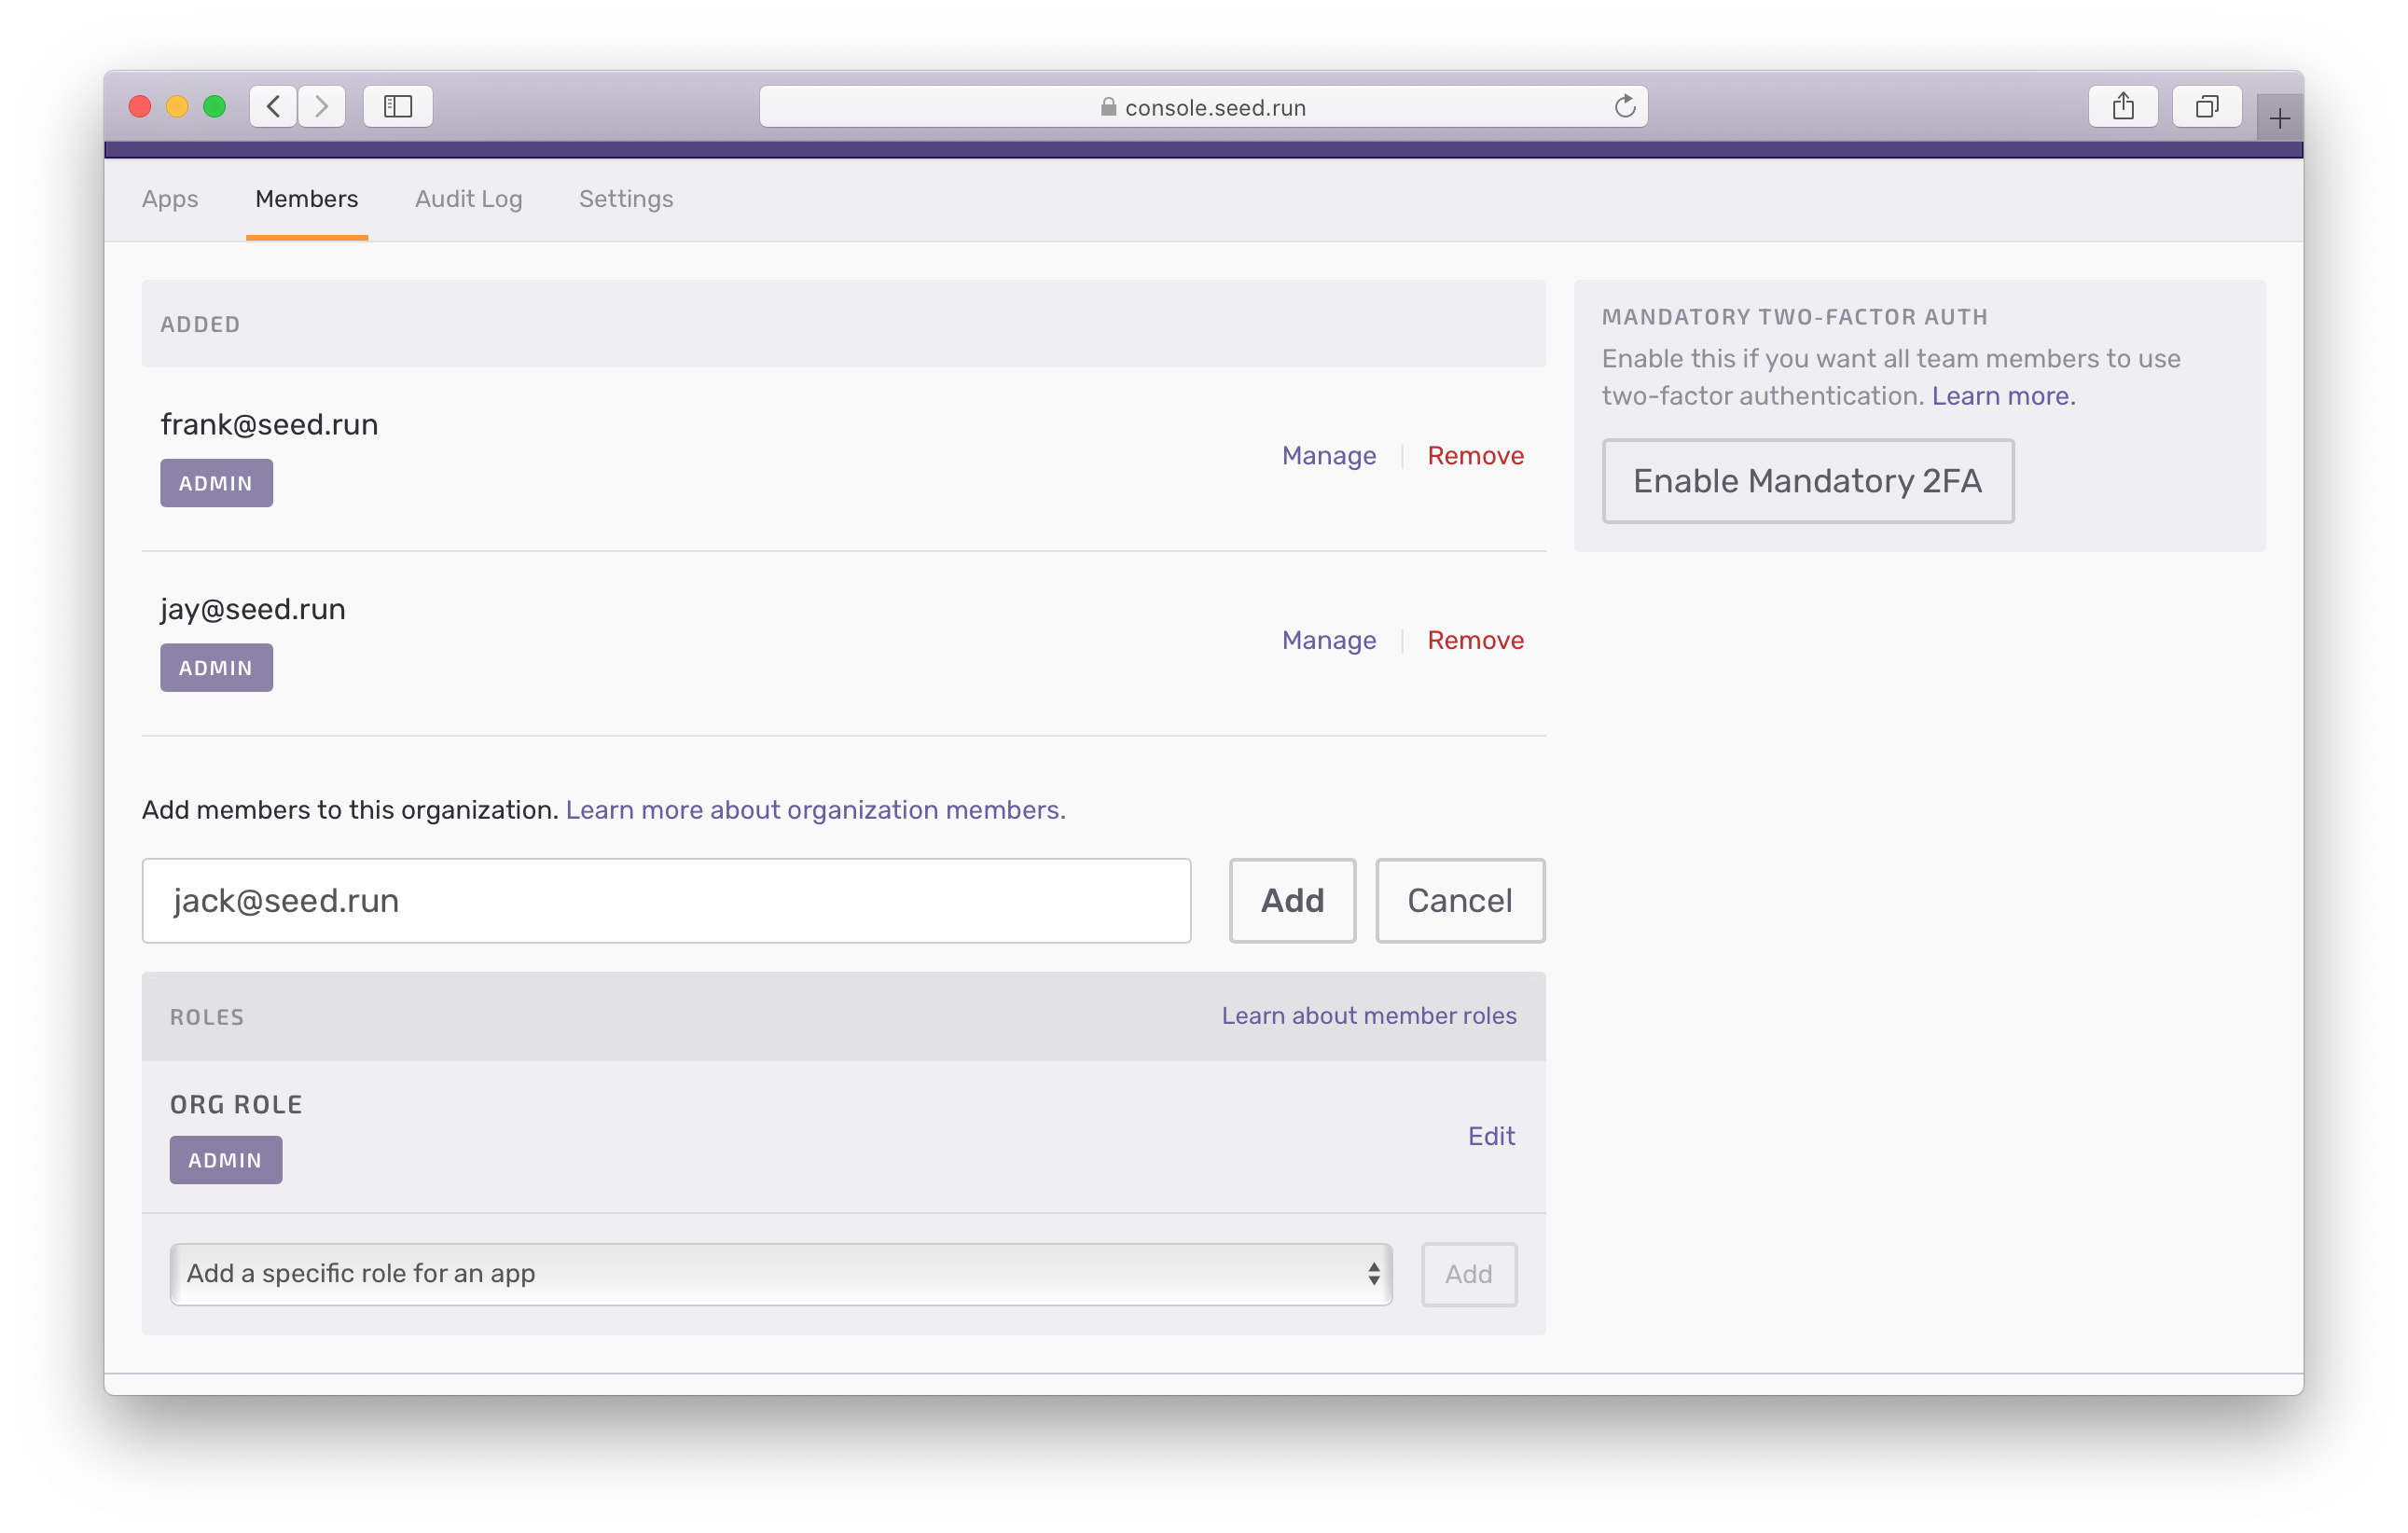 console.seed.run
Apps Members Audit Log Settings
ADDED
frank@seed.run
ADMIN
Manage Remove
jay@seed.run
ADMIN
Manage Remove
Add members to this organization. Learn more about organization members.
jack@seed.run
Add Cancel
ROLES Learn about member roles
ORG ROLE
ADMIN
Edit
Add a specific role for an app Add
MANDATORY TWO-FACTOR AUTH
Enable this if you want all team members to use
two-factor authentication. Learn more.
Enable Mandatory 2FA